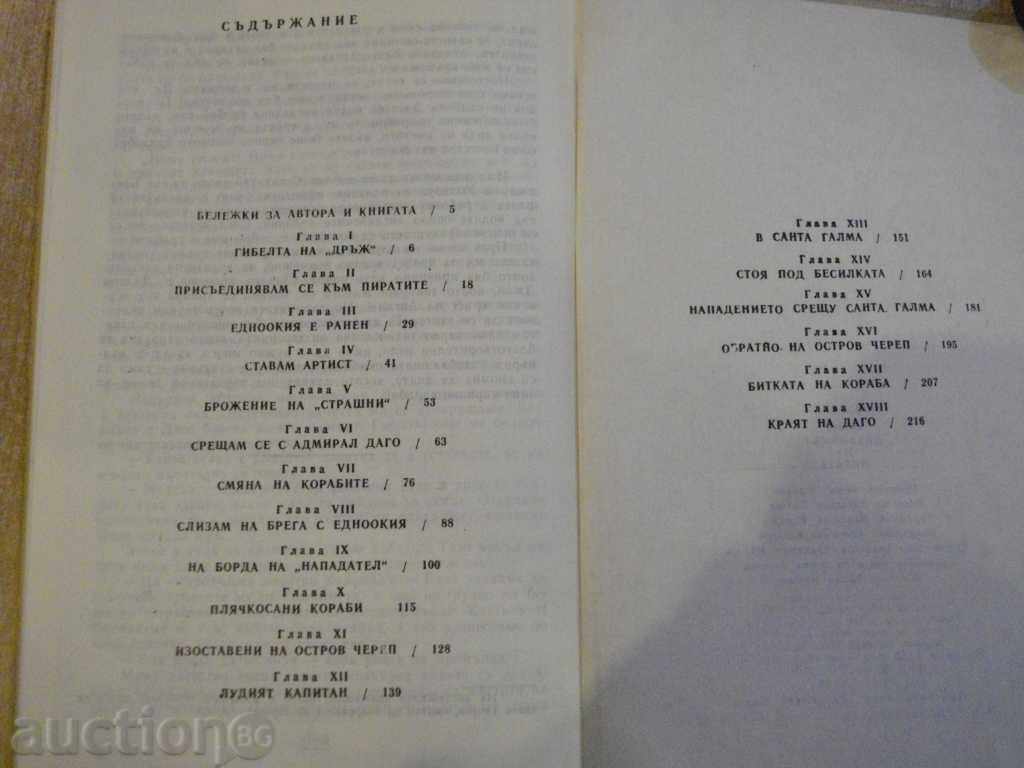 СЪДЪРЖАНИЕ
БЕЛЕЖКИ ЗА АВТОРА И КНИГАТА / 5
Глава I
ГИБЕЛТА НА „ДРЪЖ“ / 6
Глава II
ПРИСЪЕДИНЯВАМ СЕ КЪМ ПИРАТИТЕ / 18
Глава III
ЕДНООКИЯ Е РАНЕН / 29
Глава IV
СТАВАМ АРТИСТ / 41
Глава V
БРОЖЕНИЕ НА „СТРАШНИ“ / 53
Глава VI
СРЕЩАМ СЕ С АДМИРАЛ ДАГО / 63
Глава VII
СМЯНА НА КОРАБИТЕ / 76
Глава VIII
СЛИЗАМ НА БРЕГА С ЕДНООКИЯ / 88
Глава IX
НА БОРДА НА „НАПАДАТЕЛ“ / 100
Глава X
ПЛЯЧКОСАНИ КОРАБИ 115
Глава XI
ИЗОСТАВЕНИ НА ОСТРОВ ЧЕРЕП / 128
Глава XII
ЛУДИЯТ КАПИТАН / 139
Глава XIII
В САНТА ГАЛМА / 151
Глава XIV
СТОЯ ПОД БЕСИЛКАТА / 164
Глава XV
НАПАДЕНИЕТО СРЕЩУ САНТА ГАЛМА / 181
Глава XVI
ОБРАТНО НА ОСТРОВ ЧЕРЕП / 195
Глава XVII
БИТКАТА НА КОРАБА / 207
Глава XVIII
КРАЯТ НА ДАГО / 216
auctionBG